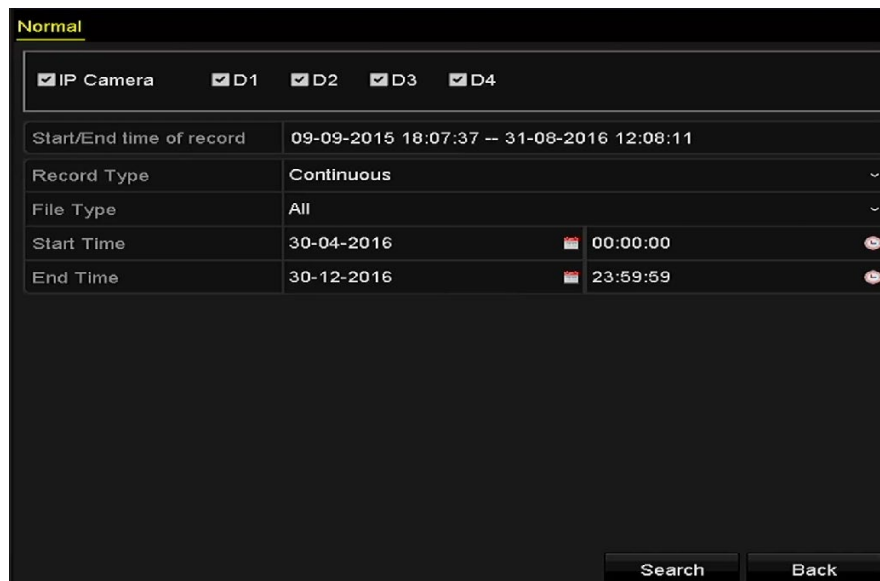 Normal
IP Camera D1 D2 D3 D4
Start/End time of record 09-09-2015 18:07:37 -- 31-08-2016 12:08:11
Record Type Continuous
File Type All
Start Time 30-04-2016 00:00:00
End Time 30-12-2016 23:59:59
Search Back